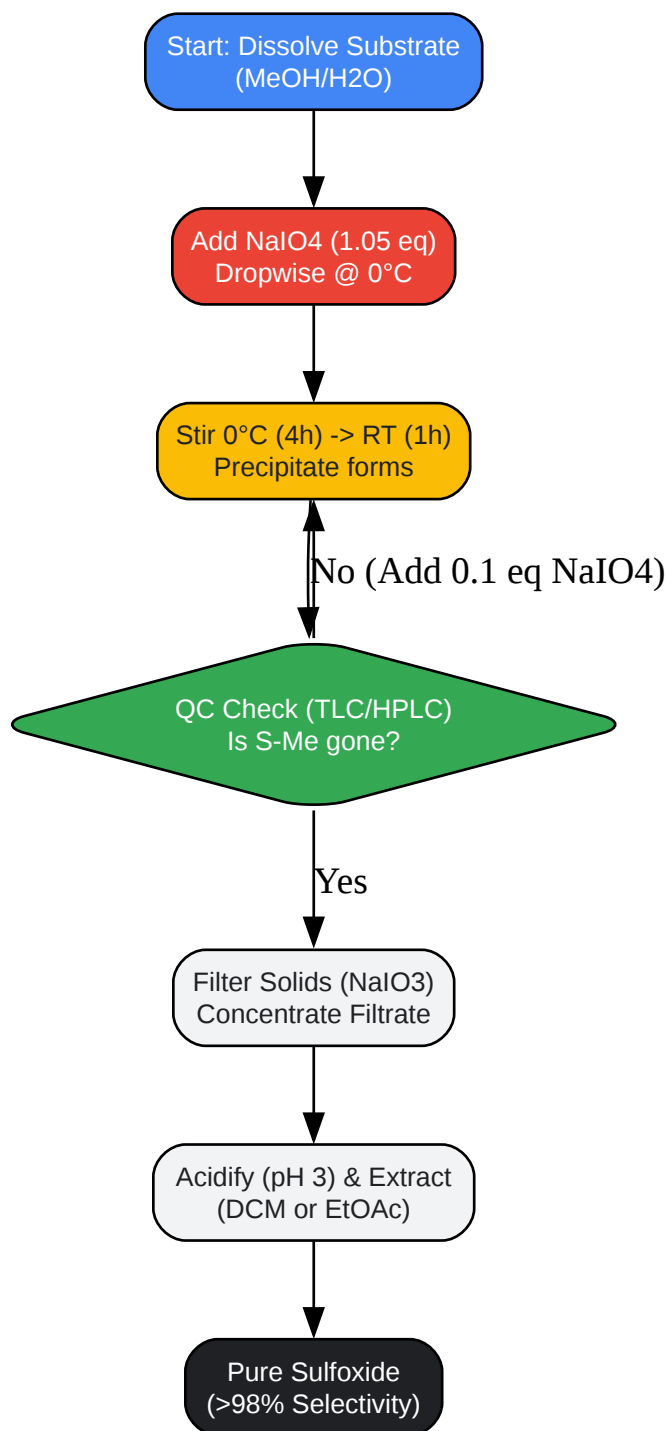 Start: Dissolve Substrate
(MeOH/H2O)
Add NaIO4 (1.05 eq)
Dropwise @ 0°C
Stir 0°C (4h) -> RT (1h)
Precipitate forms
No (Add 0.1 eq NaIO4)
QC Check (TLC/HPLC)
Is S-Me gone?
Yes
Filter Solids (NaIO3)
Concentrate Filtrate
Acidify (pH 3) & Extract
(DCM or EtOAc)
Pure Sulfoxide
(>98% Selectivity)